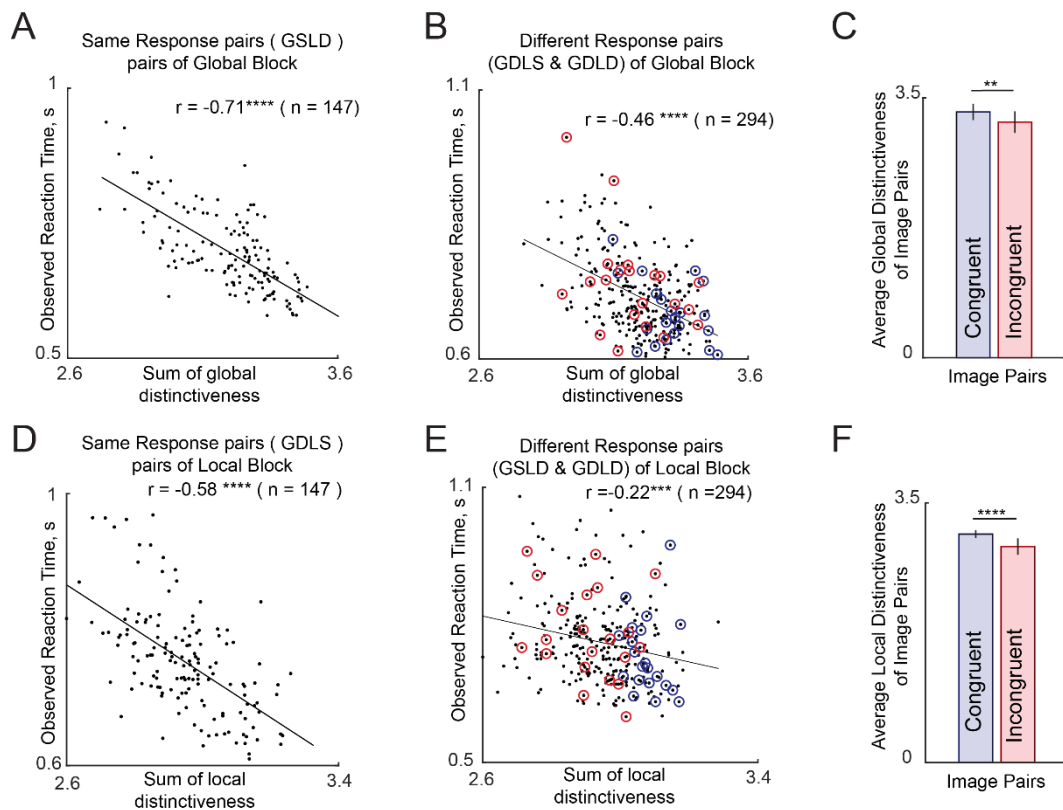 A
Same Response pairs ( GSLD )
pairs of Global Block
1
r = -0.71**** ( n = 147)
Observed Reaction Time, s
0.5
2.6
3.6
Sum of global
distinctiveness
B
Different Response pairs
(GDLS & GDLD) of Global Block
1.1
r = -0.46 **** ( n = 294)
Observed Reaction Time, s
0.6
2.6
3.6
Sum of global
distinctiveness
C
**
3.5
Average Global Distinctiveness
of Image Pairs
Congruent
Incongruent
0
Image Pairs
D
Same Response pairs ( GDLS )
pairs of Local Block
r = -0.58 **** ( n = 147 )
1
Observed Reaction Time, s
0.6
2.6
3.4
Sum of local
distinctiveness
E
Different Response pairs
(GSLD & GDLD) of Local Block
1.1
r=-0.22*** ( n =294)
Observed Reaction Time, s
0.5
2.6
3.4
Sum of local
distinctiveness
F
3.5
****
Average Local Distinctiveness
of Image Pairs
Congruent
Incongruent
0
Image Pairs